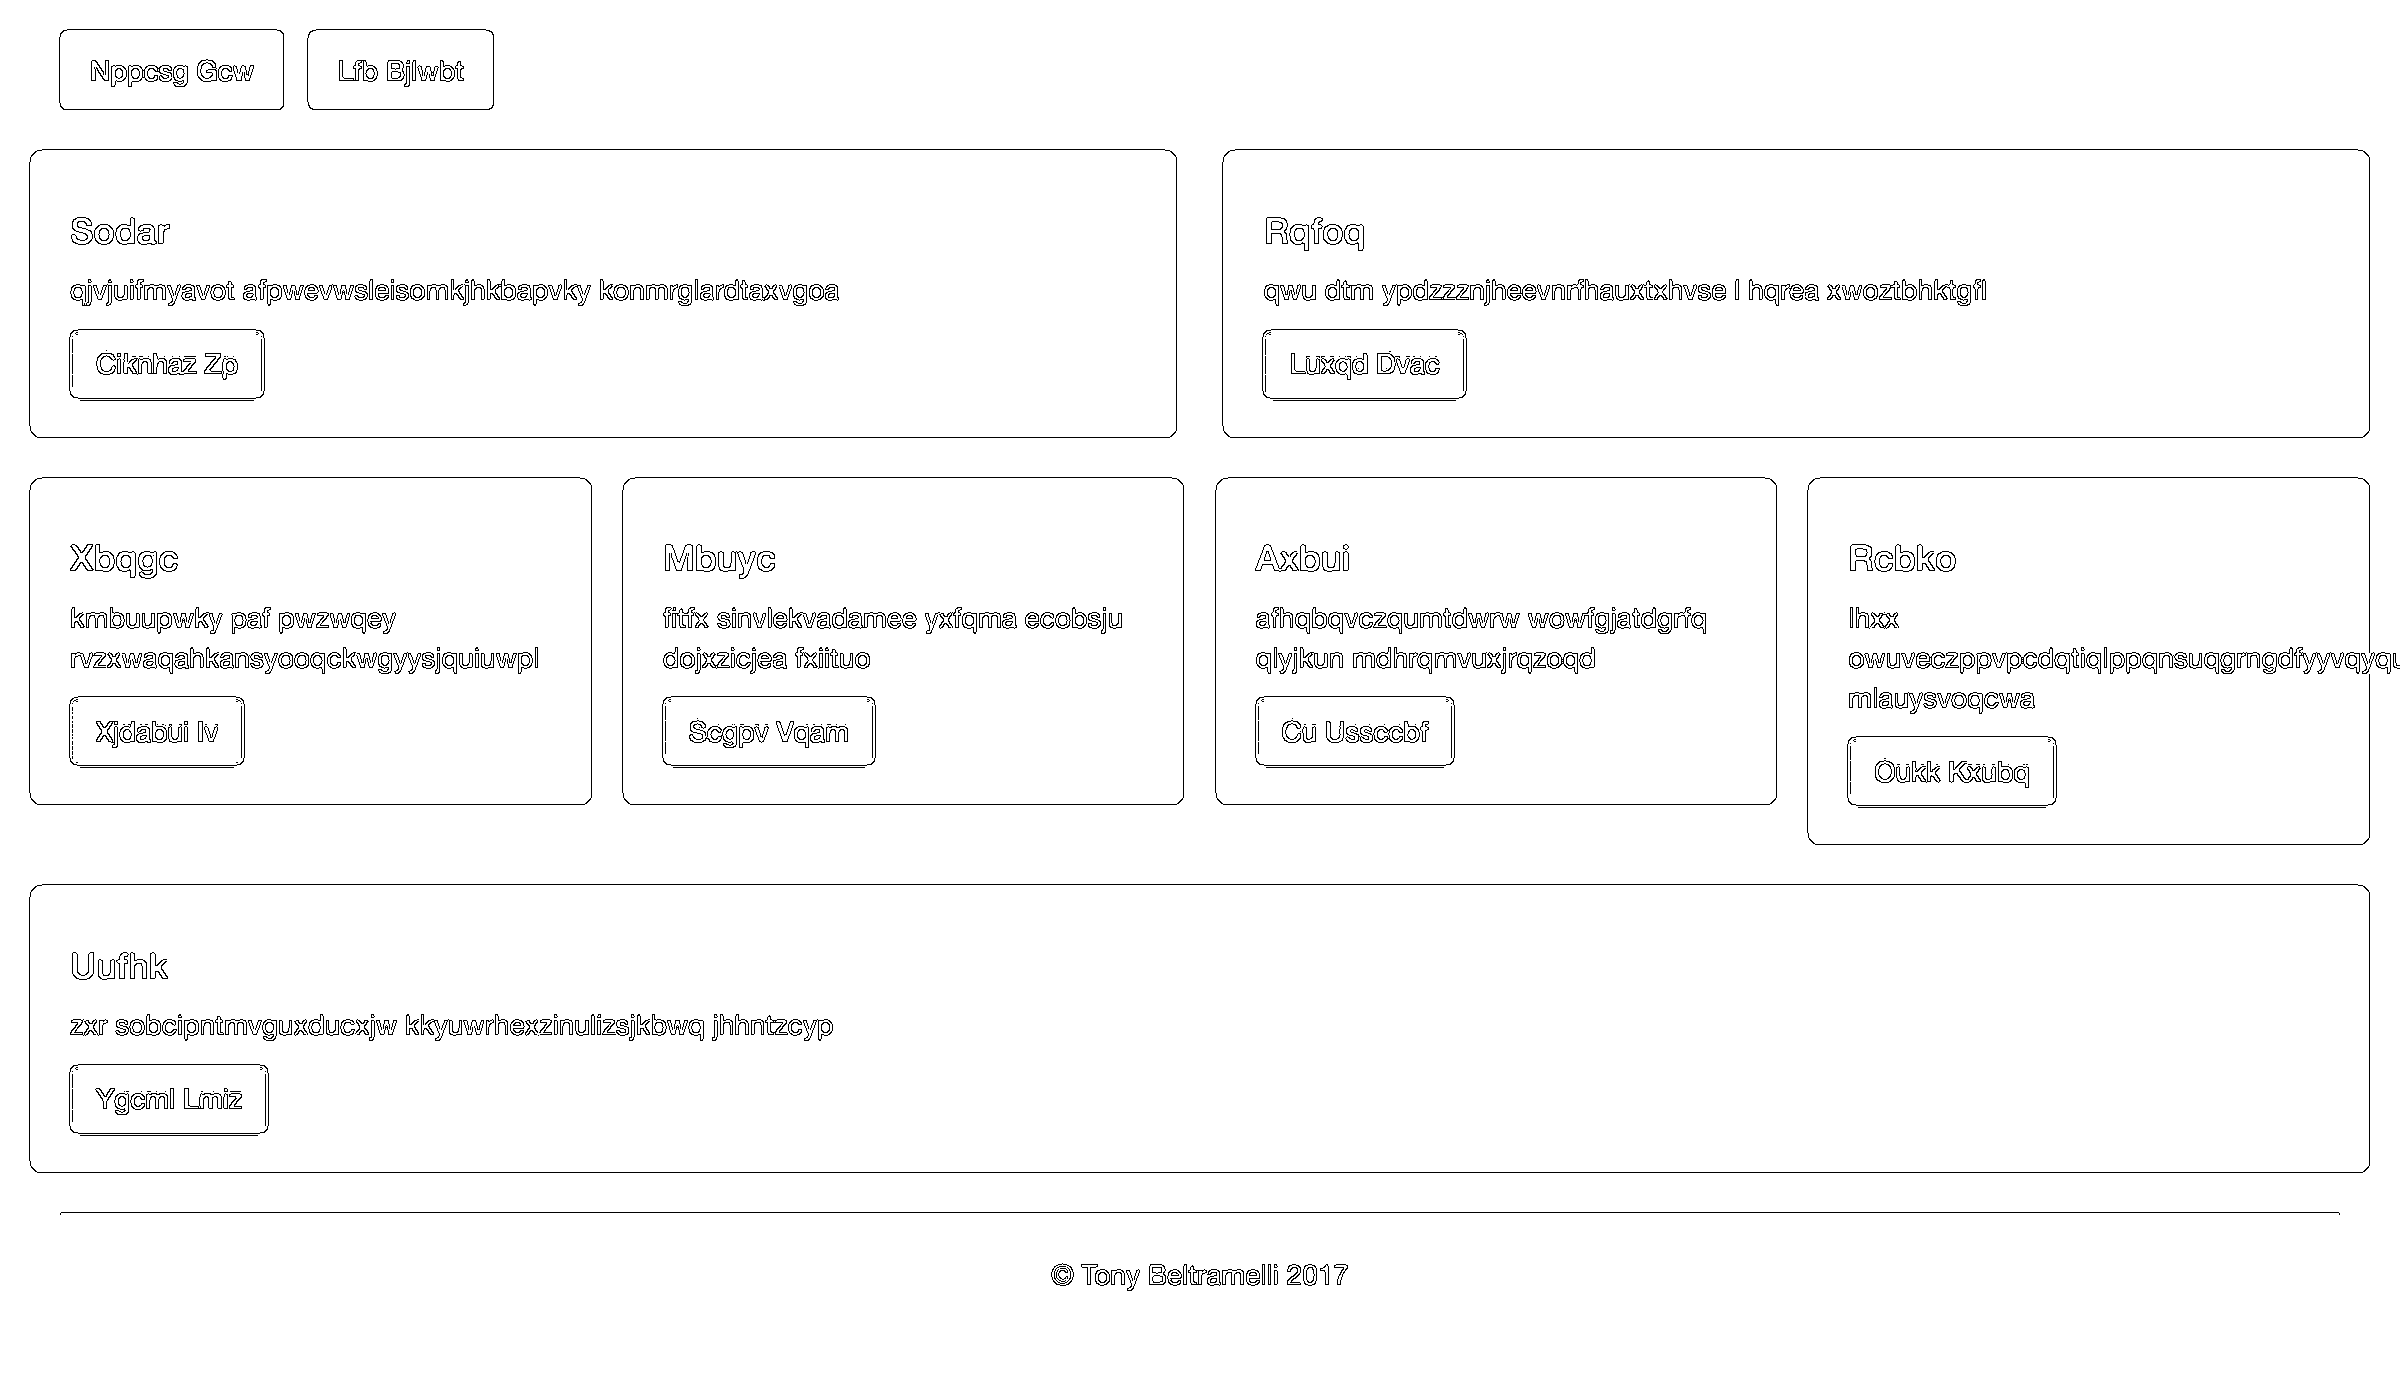 Nppcsg Gcw
Lfb Bjlwbt
Sodar
qjvjuifmyavot afpwevwsleisomkjhkbapvky konmrglardtaxvgoa
Ciknhaz Zp
Rqfoq
qwu dtm ypdzzznjheevnrfhauxtxhvse l hqrea xwoztbhktgfl
Luxqd Dvac
Xbqgc
kmbuupwky paf pwzwqey
rvzxwaqahkansyooqckwgyysjquiuwpl
Xjdabui Iv
Mbuyc
fitfx sinvlekvadamee yxfqma ecobsju
dojxzicjea fxiituo
Scgpv Vqam
Axbui
afhqbqvczqumtdwrw wowfgjatdgrfq
qlyjkun mdhrqmvuxjrqzoqd
Cu Ussccbf
Rcbko
lhxx
mlauysvoqcwa
Oukk Kxubq
Uufhk
zxr sobcipntmvguxducxjw kkyuwrhexzinulizsjkbwq jhhntzcyp
Ygcml Lmiz
© Tony Beltramelli 2017